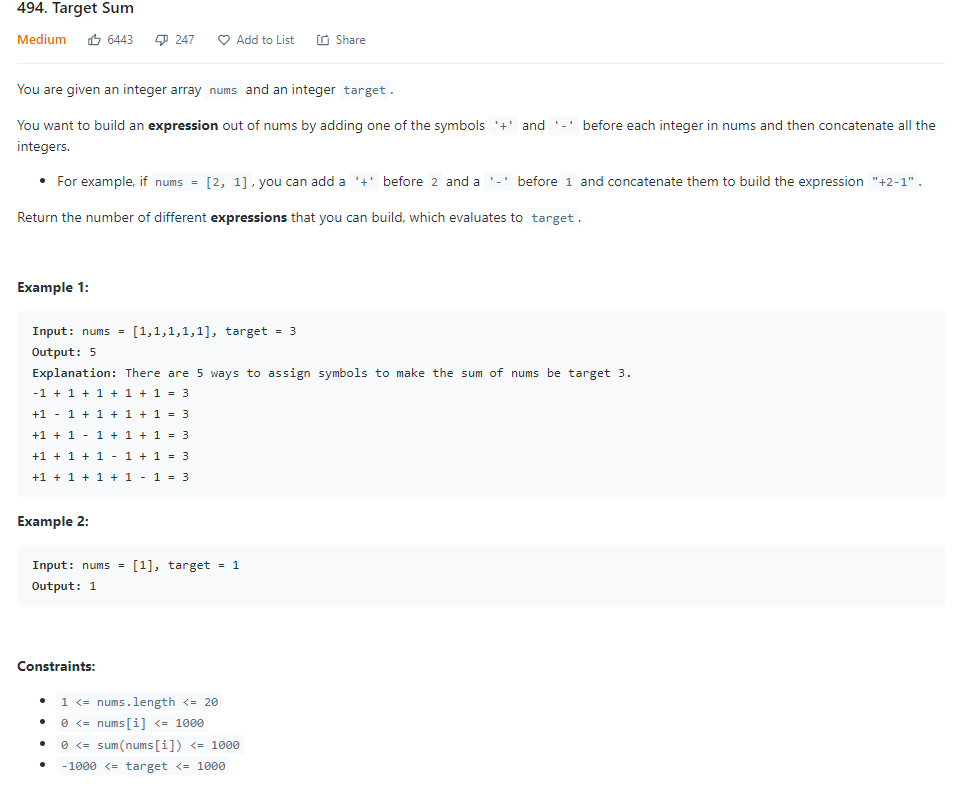 494. Target Sum
Medium 6443 247 Add to List Share
You are given an integer array nums and an integer target.
You want to build an expression out of nums by adding one of the symbols '+' and '-' before each integer in nums and then concatenate all the
integers.
• For example, if nums = [2, 1], you can add a '+' before 2 and a '-' before 1 and concatenate them to build the expression "+2-1".
Return the number of different expressions that you can build, which evaluates to target.
Example 1:
Input: nums = [1,1,1,1,1], target = 3
Output: 5
Explanation: There are 5 ways to assign symbols to make the sum of nums be target 3.
-1 + 1 + 1 + 1 + 1 = 3
+1 - 1 + 1 + 1 + 1 = 3
+1 + 1 - 1 + 1 + 1 = 3
+1 + 1 + 1 - 1 + 1 = 3
+1 + 1 + 1 + 1 - 1 = 3
Example 2:
Input: nums = [1], target = 1
Output: 1
Constraints:
• 1 <= nums.length <= 20
• 0 <= nums[i] <= 1000
• 0 <= sum(nums[i]) <= 1000
• -1000 <= target <= 1000